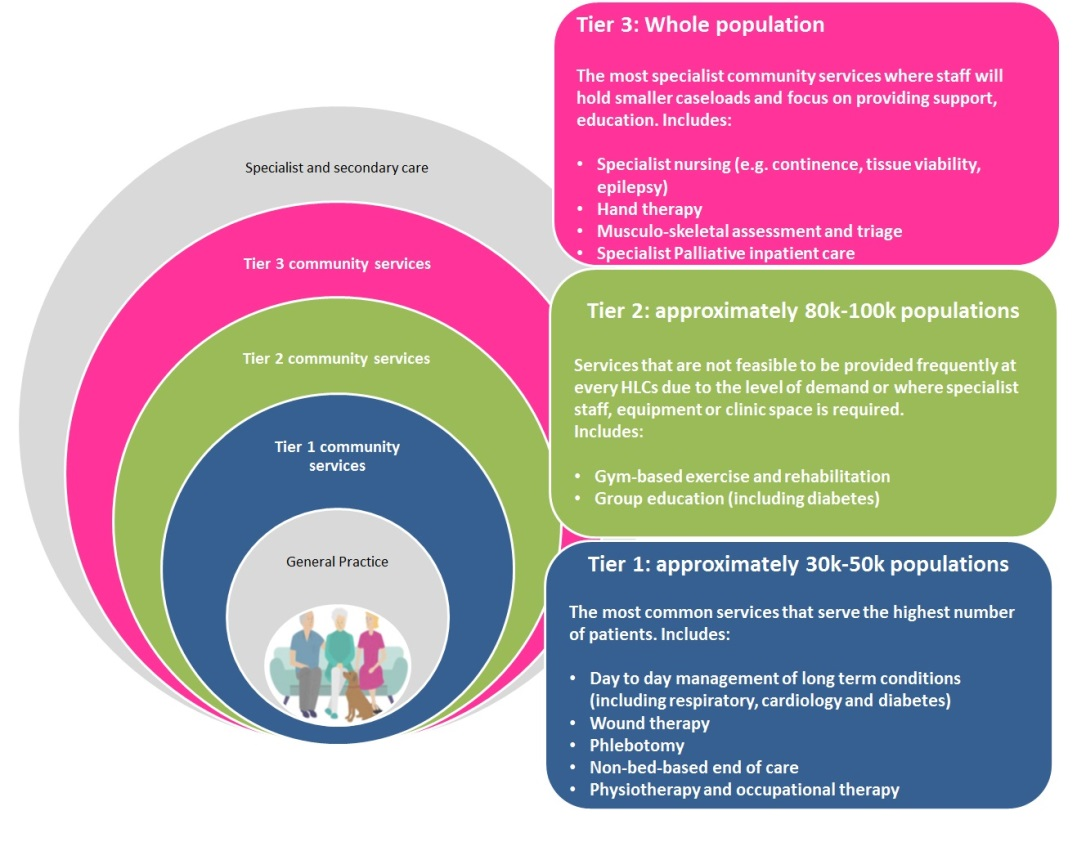 Specialist and secondary care
Tier 3 community services
Tier 2 community services
Tier 1 community
services
General Practice
Tier 3: Whole population
The most specialist community services where staff will
hold smaller caseloads and focus on providing support,
education. Includes:
• Specialist nursing (e.g. continence, tissue viability,
epilepsy)
• Hand therapy
• Musculo-skeletal assessment and triage
• Specialist Palliative inpatient care
Tier 2: approximately 80k-100k populations
Services that are not feasible to be provided frequently at
every HLCs due to the level of demand or where specialist
staff, equipment or clinic space is required.
Includes:
• Gym-based exercise and rehabilitation
• Group education (including diabetes)
Tier 1: approximately 30k-50k populations
The most common services that serve the highest number
of patients. Includes:
• Day to day management of long term conditions
(including respiratory, cardiology and diabetes)
• Wound therapy
• Phlebotomy
• Non-bed-based end of care
• Physiotherapy and occupational therapy